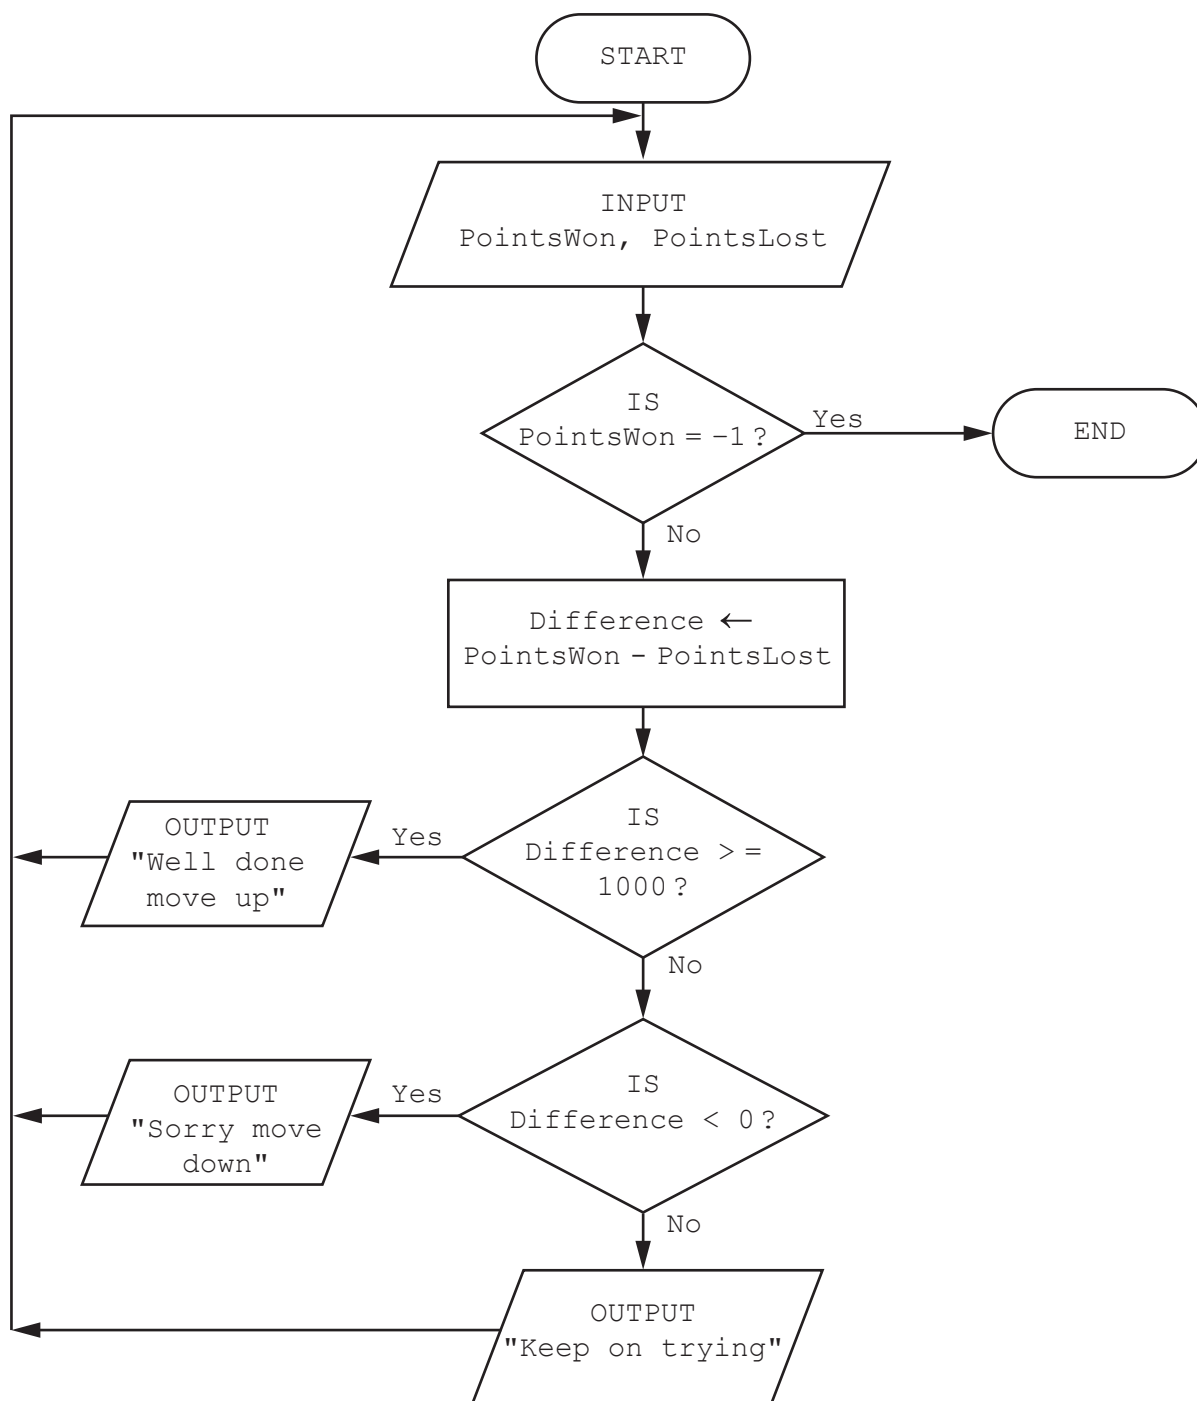 START
INPUT
PointsWon, PointsLost
IS
PointsWon = –1 ?
Yes
END
No
Difference ←
PointsWon – PointsLost
IS
Difference > =
1000 ?
Yes
OUTPUT
"Well done
move up"
No
IS
Difference < 0 ?
Yes
OUTPUT
"Sorry move
down"
No
OUTPUT
"Keep on trying"